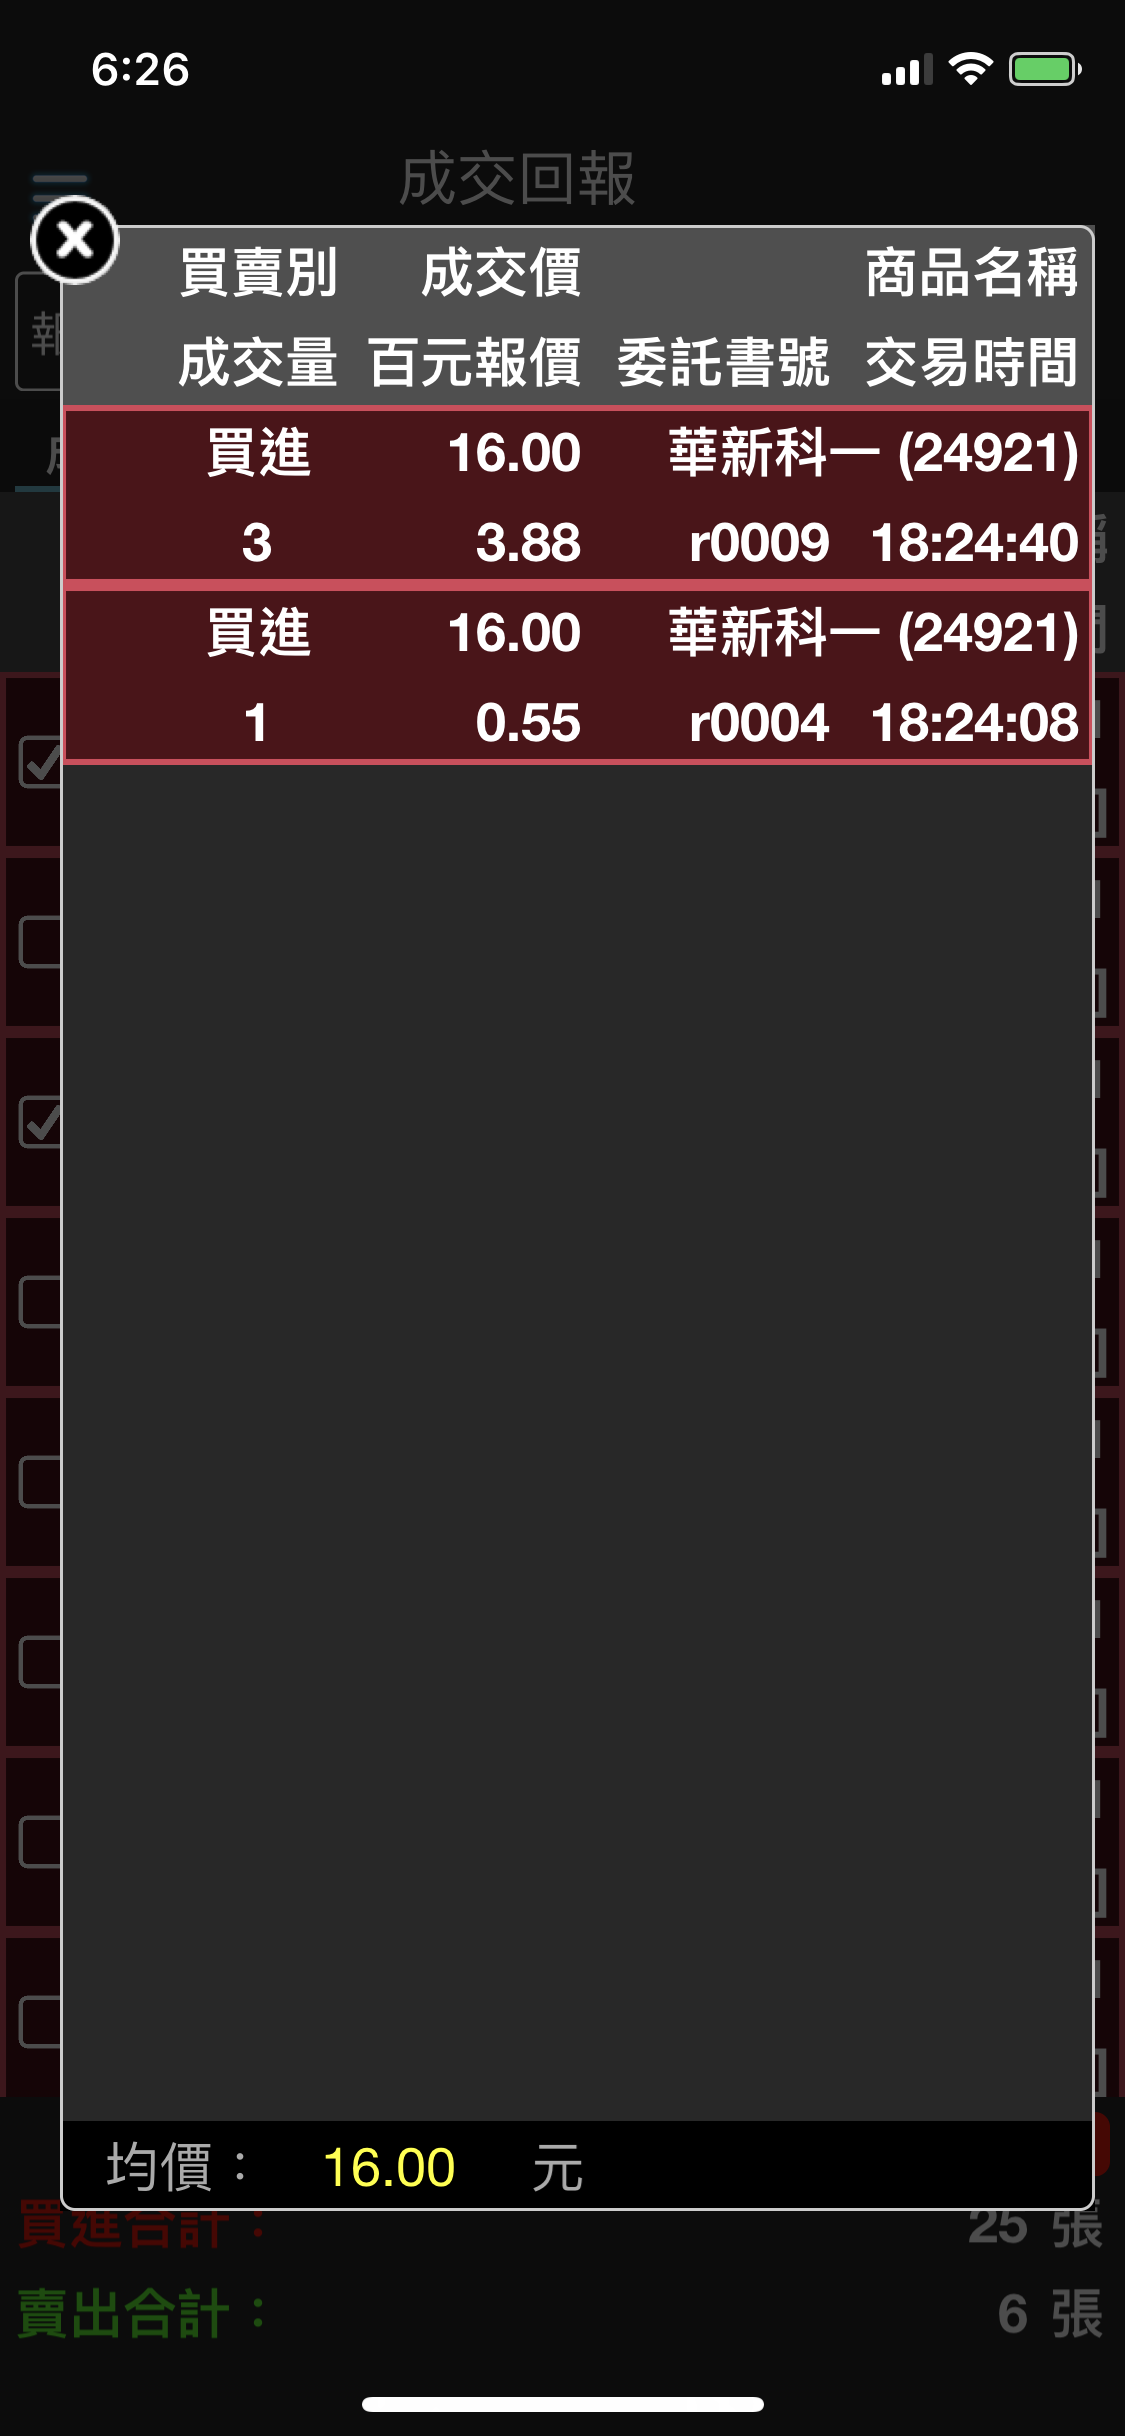 6:26
成交回報
買賣別 成交價 商品名稱
成交量 百元報價 委託書號 交易時間
買進 16.00 華新科一 (24921)
3 3.88 r0009 18:24:40
買進 16.00 華新科一 (24921)
1 0.55 r0004 18:24:08
均價： 16.00 元
買進合計： 25 張
賣出合計： 6 張